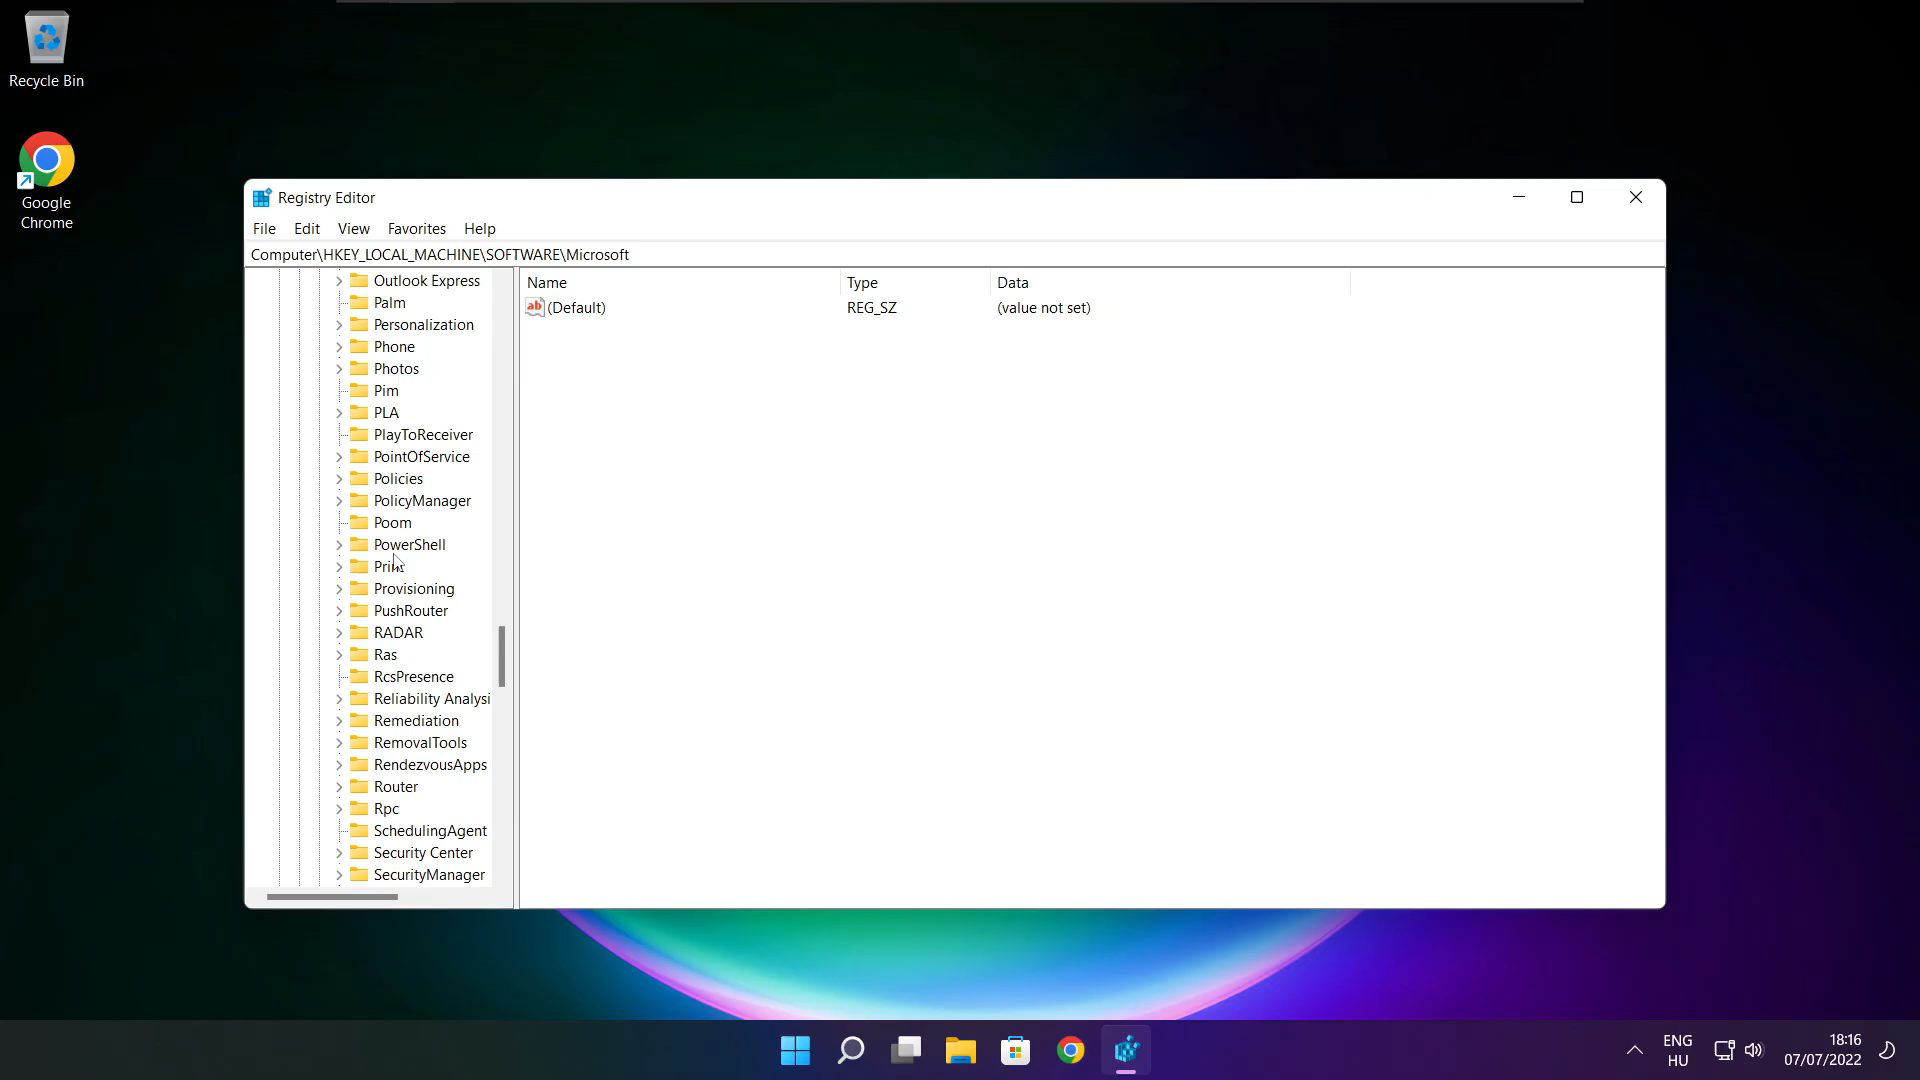 Recycle Bin
Google
Chrome
Registry Editor
File Edit View Favorites Help
Computer\HKEY_LOCAL_MACHINE\SOFTWARE\Microsoft
Name Type Data
ab (Default) REG_SZ (value not set)
Outlook Express
Palm
Personalization
Phone
Photos
Pim
PLA
PlayToReceiver
PointOfService
Policies
PolicyManager
Poom
PowerShell
Print
Provisioning
PushRouter
RADAR
Ras
RcsPresence
Reliability Analysi
Remediation
RemovalTools
RendezvousApps
Router
Rpc
SchedulingAgent
Security Center
SecurityManager
ENG
HU
18:16
07/07/2022